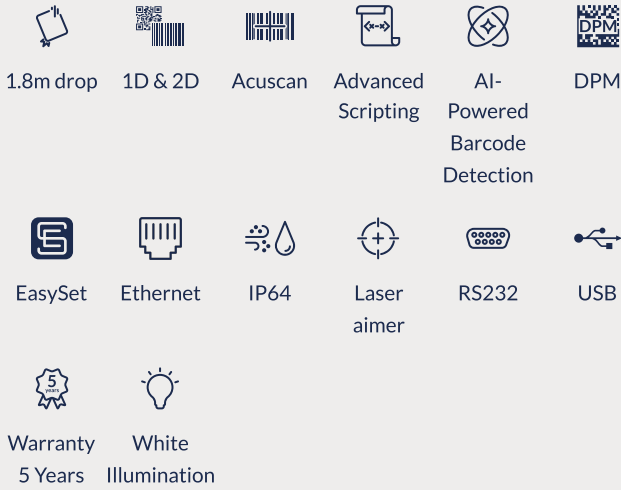 DPM
1.8m drop
1D & 2D
Acuscan
Advanced
Scripting
AI-
Powered
Barcode
Detection
DPM
EasySet
Ethernet
IP64
Laser
aimer
RS232
USB
5
years
Warranty
5 Years
White
Illumination